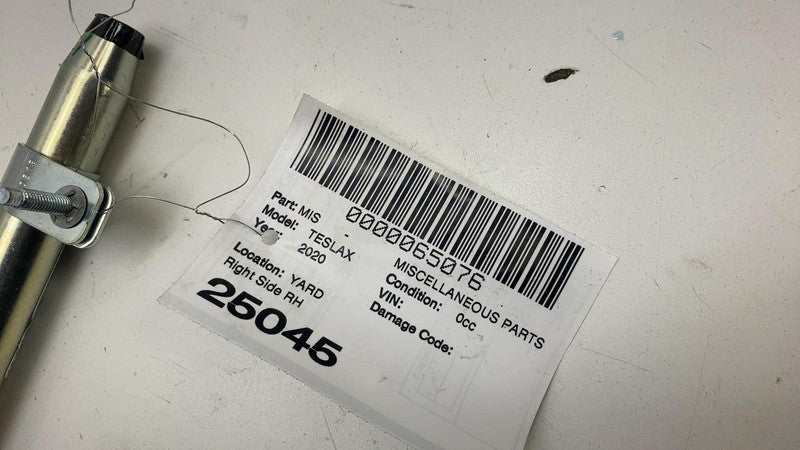 0000065076
Part: MIS - MISCELLANEOUS PARTS
Model: TESLAX Condition: 0cc
Year: 2020 VIN:
Damage Code:
Location: YARD
Right Side RH
25045